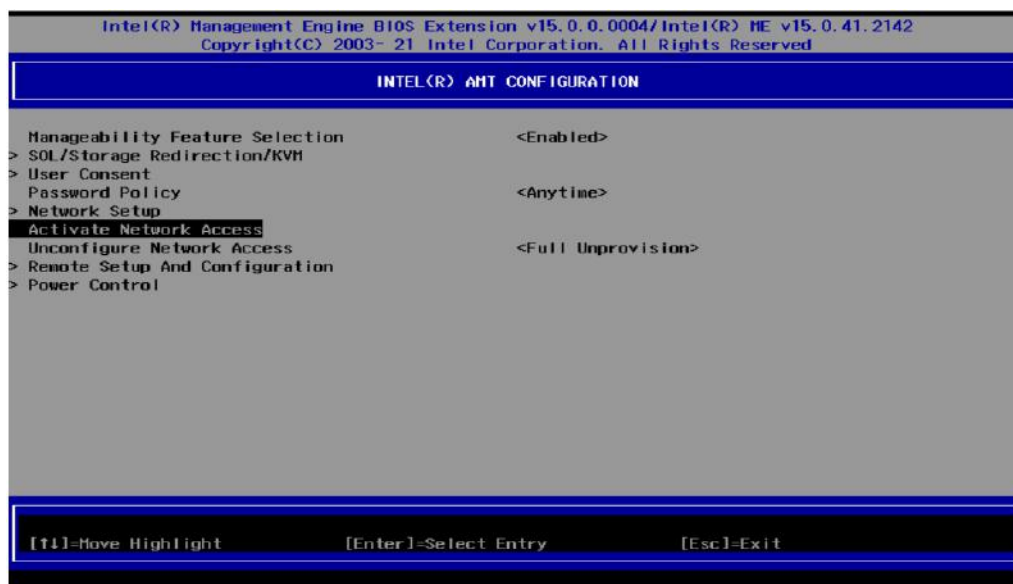 Intel(R) Management Engine BIOS Extension v15.0.0.0004/Intel(R) ME v15.0.41.2142
Copyright(C) 2003- 21 Intel Corporation. All Rights Reserved
INTEL(R) AMT CONFIGURATION
Manageability Feature Selection <Enabled>
> SOL/Storage Redirection/KVM
> User Consent
Password Policy <Anytime>
> Network Setup
Activate Network Access
Unconfigure Network Access <Full Unprovision>
> Remote Setup And Configuration
> Power Control
[↑↓]=Move Highlight [Enter]=Select Entry [Esc]=Exit